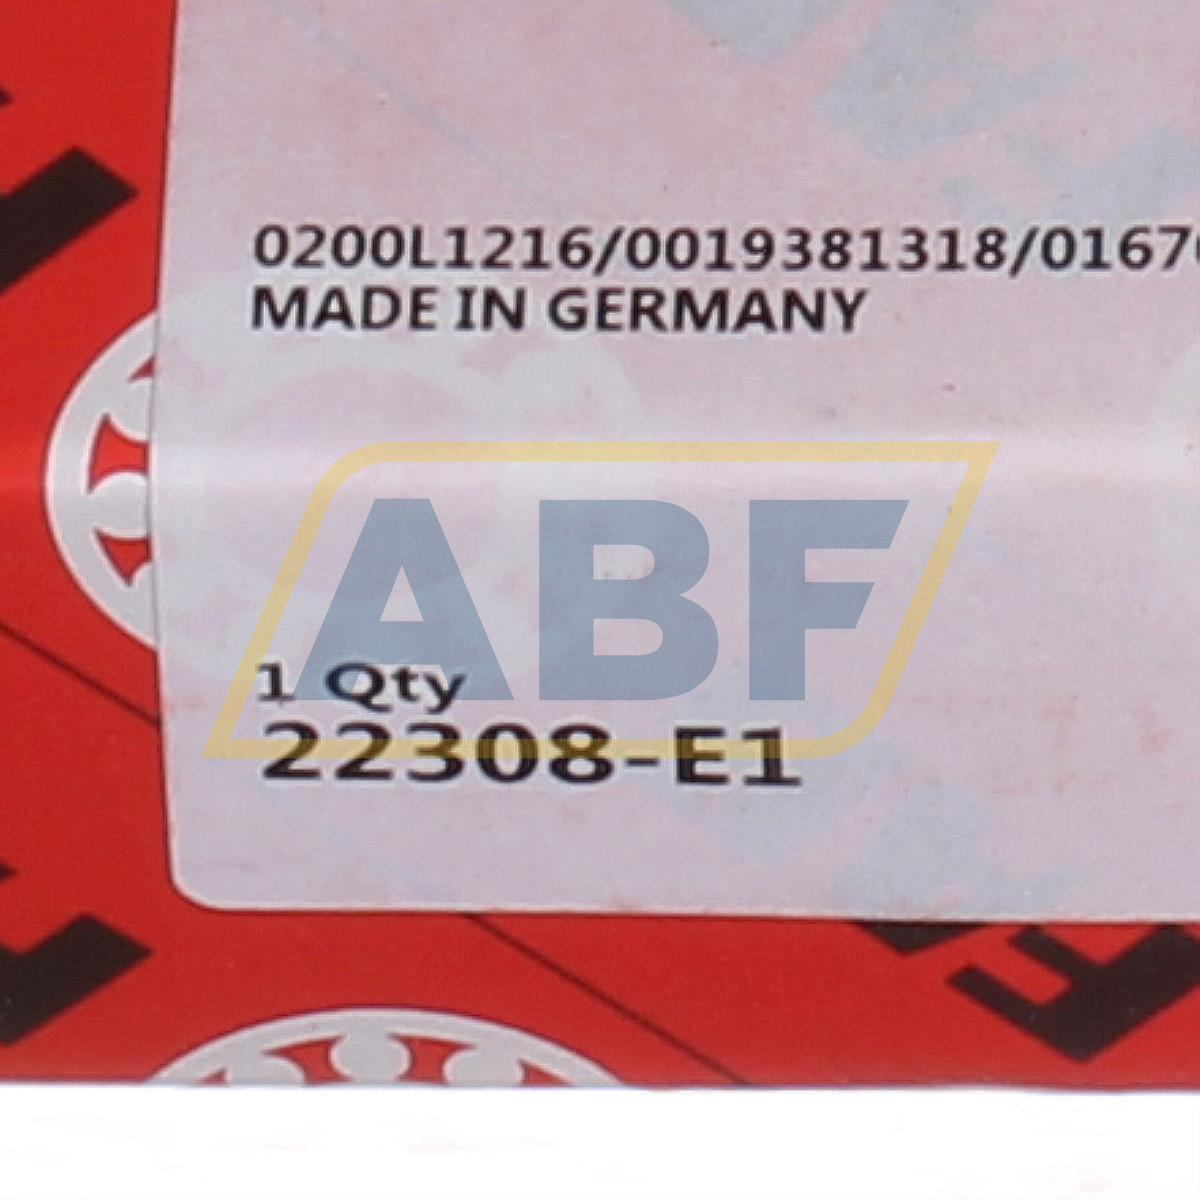 0200L1216/0019381318/0167
MADE IN GERMANY
ABF
1 Qty
22308-E1